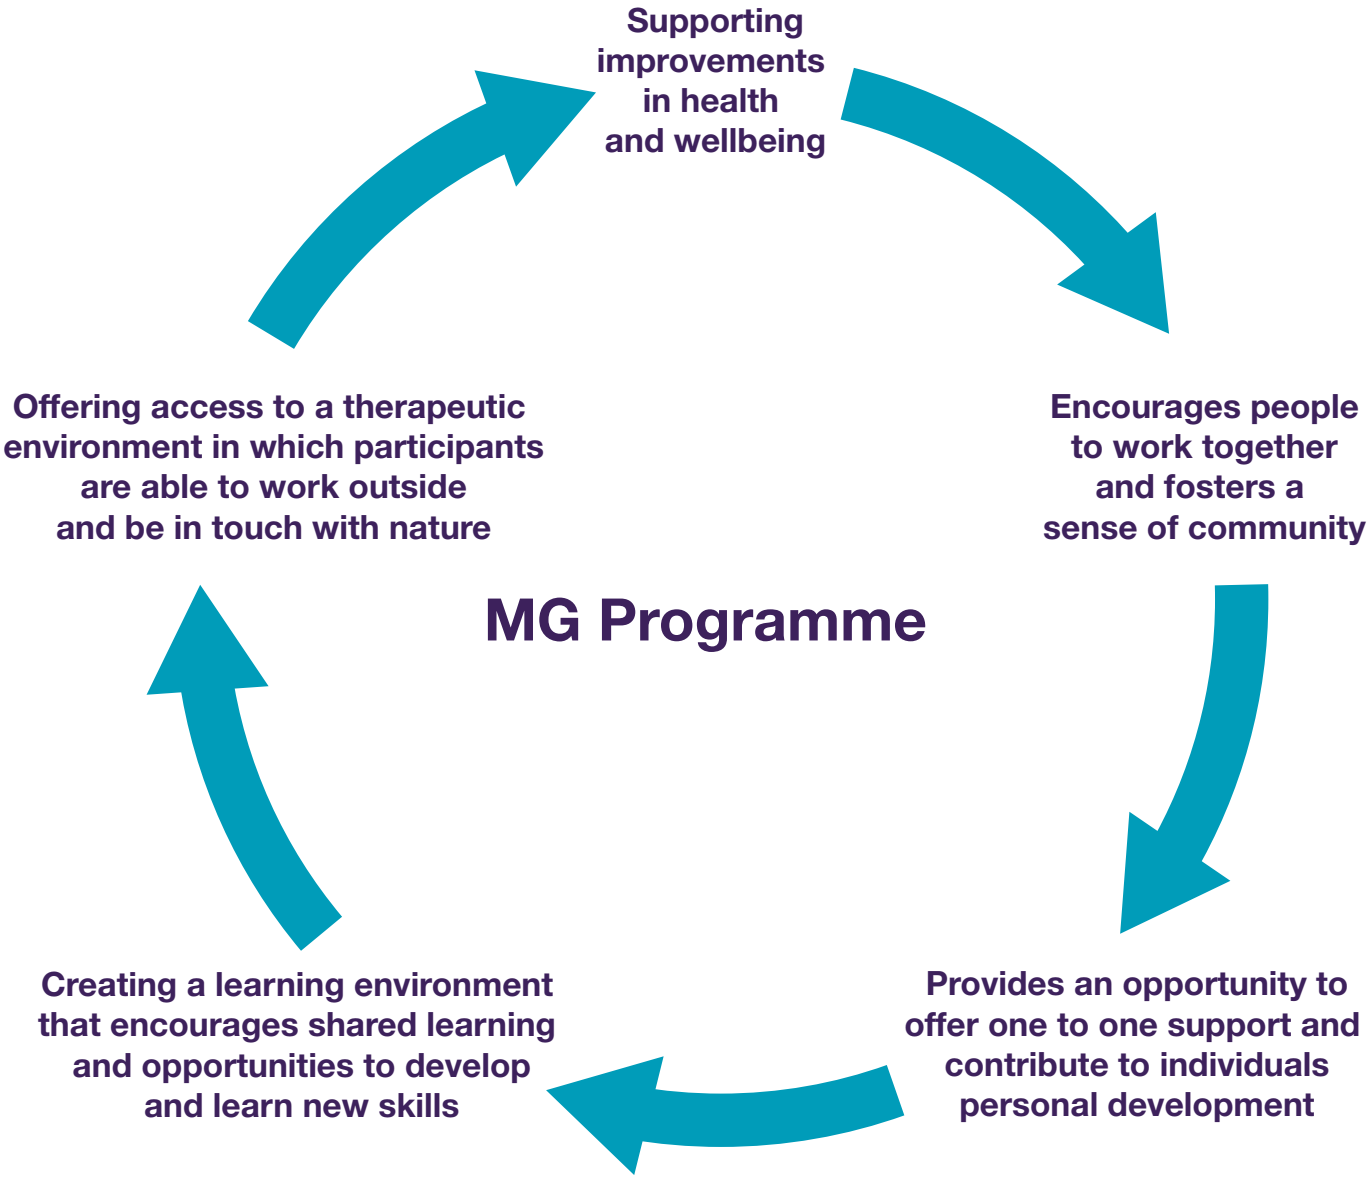 Supporting
improvements
in health
and wellbeing
Encourages people
to work together
and fosters a
sense of community
Provides an opportunity to
offer one to one support and
contribute to individuals
personal development
Creating a learning environment
that encourages shared learning
and opportunities to develop
and learn new skills
Offering access to a therapeutic
environment in which participants
are able to work outside
and be in touch with nature
MG Programme